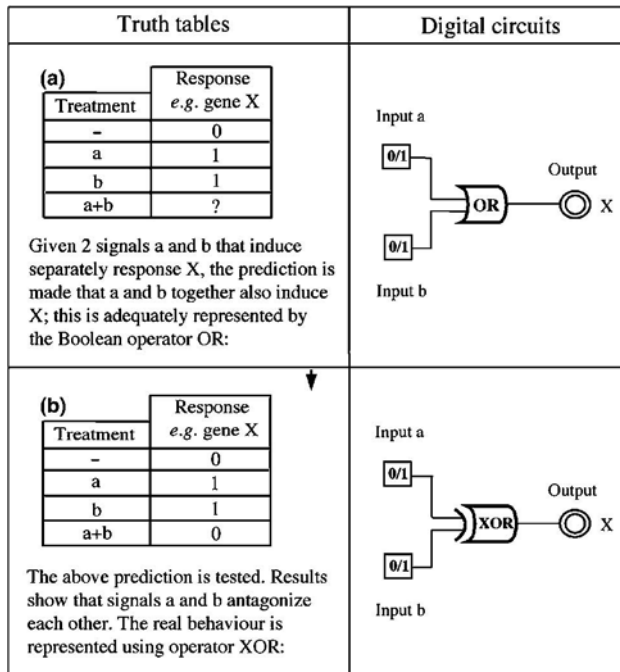 Truth tables
Digital circuits
(a)
Treatment
Response
e.g. gene X
– 0
a 1
b 1
a+b ?
Given 2 signals a and b that induce
separately response X, the prediction is
made that a and b together also induce
X; this is adequately represented by
the Boolean operator OR:
Input a
0/1
OR
Output
X
0/1
Input b
(b)
Treatment
Response
e.g. gene X
– 0
a 1
b 1
a+b 0
The above prediction is tested. Results
show that signals a and b antagonize
each other. The real behaviour is
represented using operator XOR:
Input a
0/1
XOR
Output
X
0/1
Input b